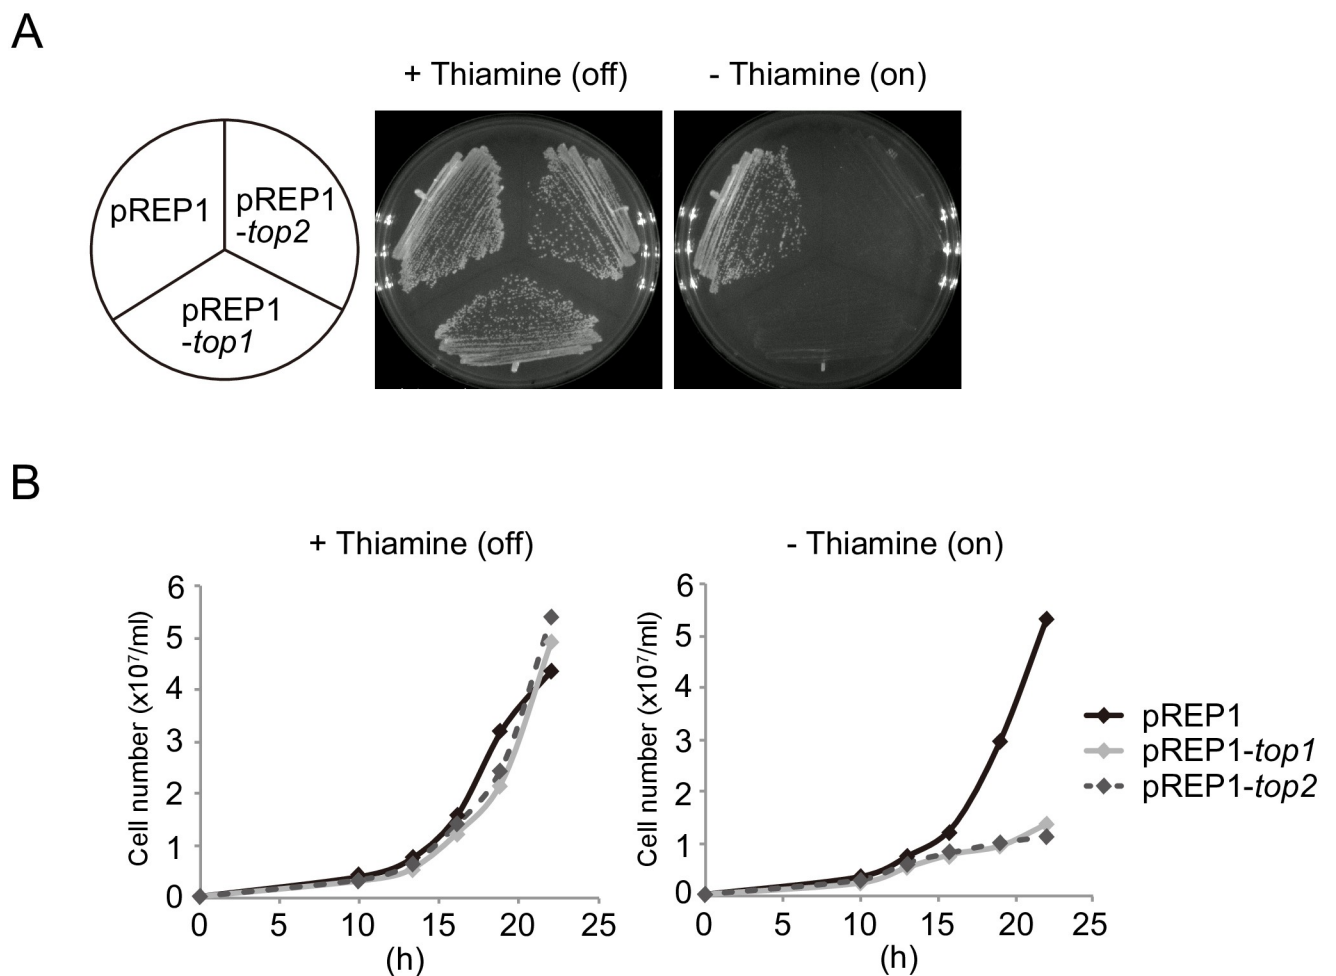 A
+ Thiamine (off)
- Thiamine (on)
pREP1
pREP1
-top2
pREP1
-top1
B
+ Thiamine (off)
Cell number (x10⁷/ml)
6
5
4
3
2
1
0
0 5 10 15 20 25
(h)
- Thiamine (on)
Cell number (x10⁷/ml)
6
5
4
3
2
1
0
0 5 10 15 20 25
(h)
pREP1
pREP1-top1
pREP1-top2